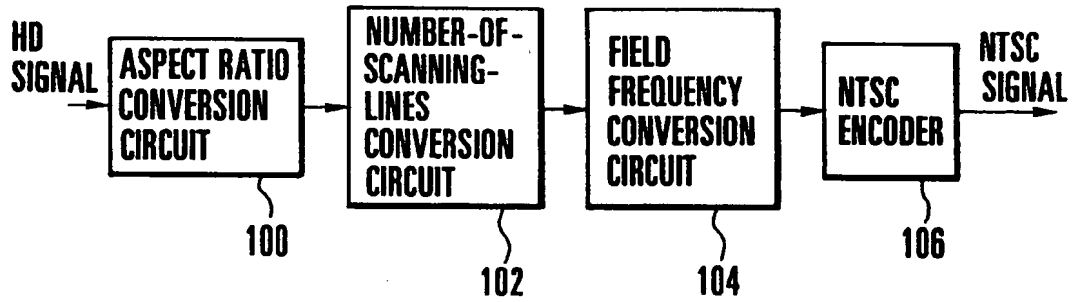 HD
SIGNAL
ASPECT RATIO
CONVERSION
CIRCUIT
100
NUMBER-OF-
SCANNING-
LINES
CONVERSION
CIRCUIT
102
FIELD
FREQUENCY
CONVERSION
CIRCUIT
104
NTSC
ENCODER
106
NTSC
SIGNAL